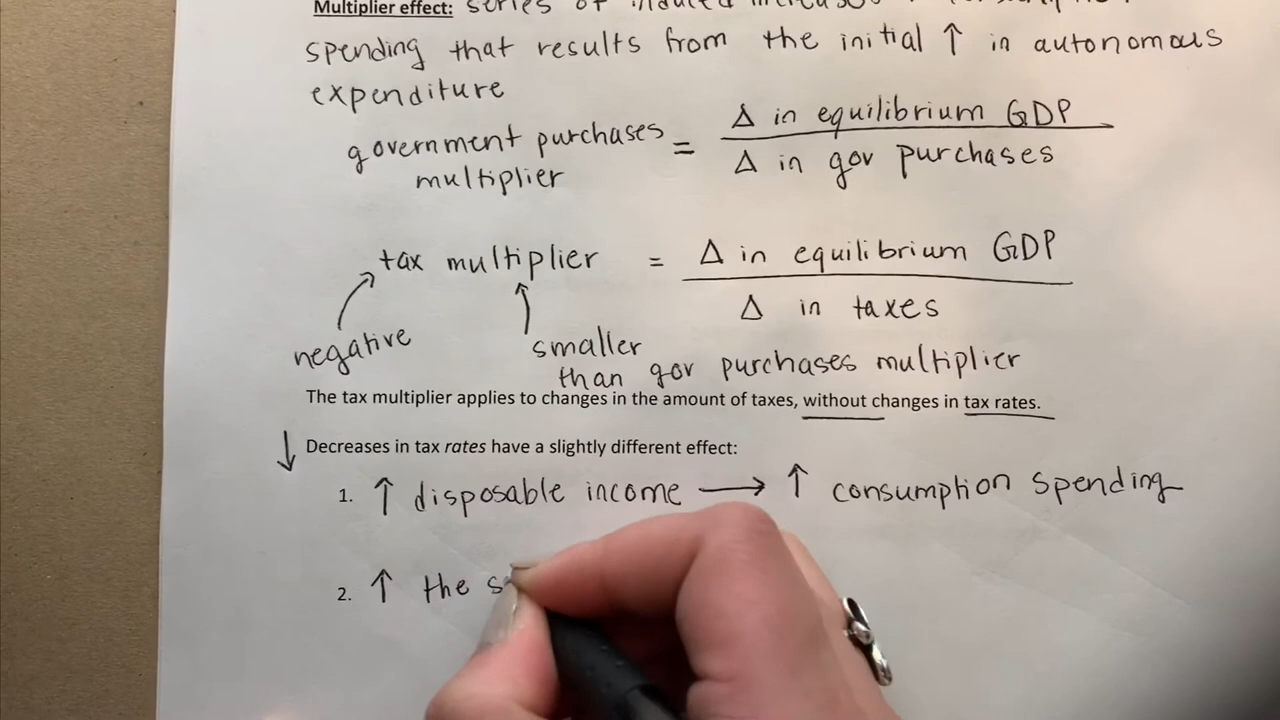 Multiplier effect: series of induced
spending that results from the initial ↑ in autonomous
expenditure
government purchases multiplier = Δ in equilibrium GDP
Δ in gov purchases
tax multiplier = Δ in equilibrium GDP
Δ in taxes
negative
smaller
than gov purchases multiplier
The tax multiplier applies to changes in the amount of taxes, without changes in tax rates.
↓ Decreases in tax rates have a slightly different effect:
1. ↑ disposable income ⟶ ↑ consumption spending
2. ↑ the s